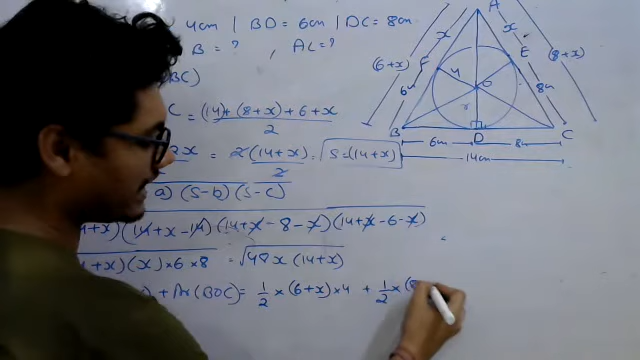 4cm | BD = 6cm | DC = 8cm
B = ? , AC = ?
BC)
C = (14) + (8+x) + 6+x / 2
2x = 2(14+x) / 2 = S = (14+x)
a) (s-b) (s-c)
+x) (14+x-14) (14+x-8-x) (14+x-6-x)
4+x) (x) × 6 × 8 = √48x (14+x)
) + Ar(BOC) = 1/2 × (6+x) × 4 + 1/2 × (8
A
x x
F E
(6+x) (8+x)
4
6cm 8cm
O
r
B D C
6cm 8cm
14cm